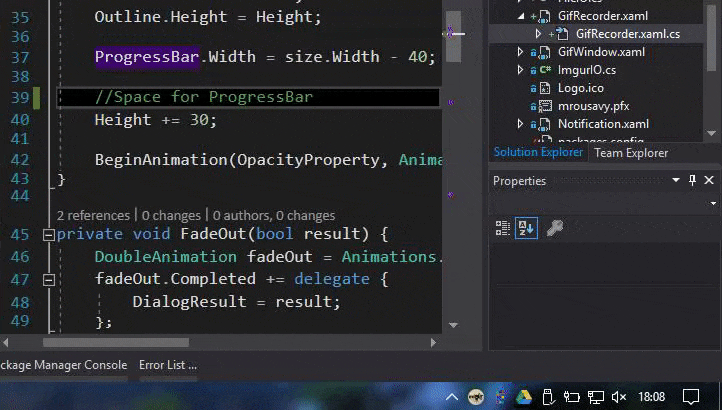 35 Outline.Height = Height;
36
37 ProgressBar.Width = size.Width - 40;
38
39 //Space for ProgressBar
40 Height += 30;
41
42 BeginAnimation(OpacityProperty, Anima
43 }
44
2 references | 0 changes | 0 authors, 0 changes
45 private void FadeOut(bool result) {
46 DoubleAnimation fadeOut = Animations.
47 fadeOut.Completed += delegate {
48 DialogResult = result;
49 };
GifRecorder.xaml
GifRecorder.xaml.cs
GifWindow.xaml
ImgurIO.cs
Logo.ico
mrousavy.pfx
Notification.xaml
packages.config
Solution Explorer Team Explorer
Properties
ckage Manager Console Error List ...
18:08